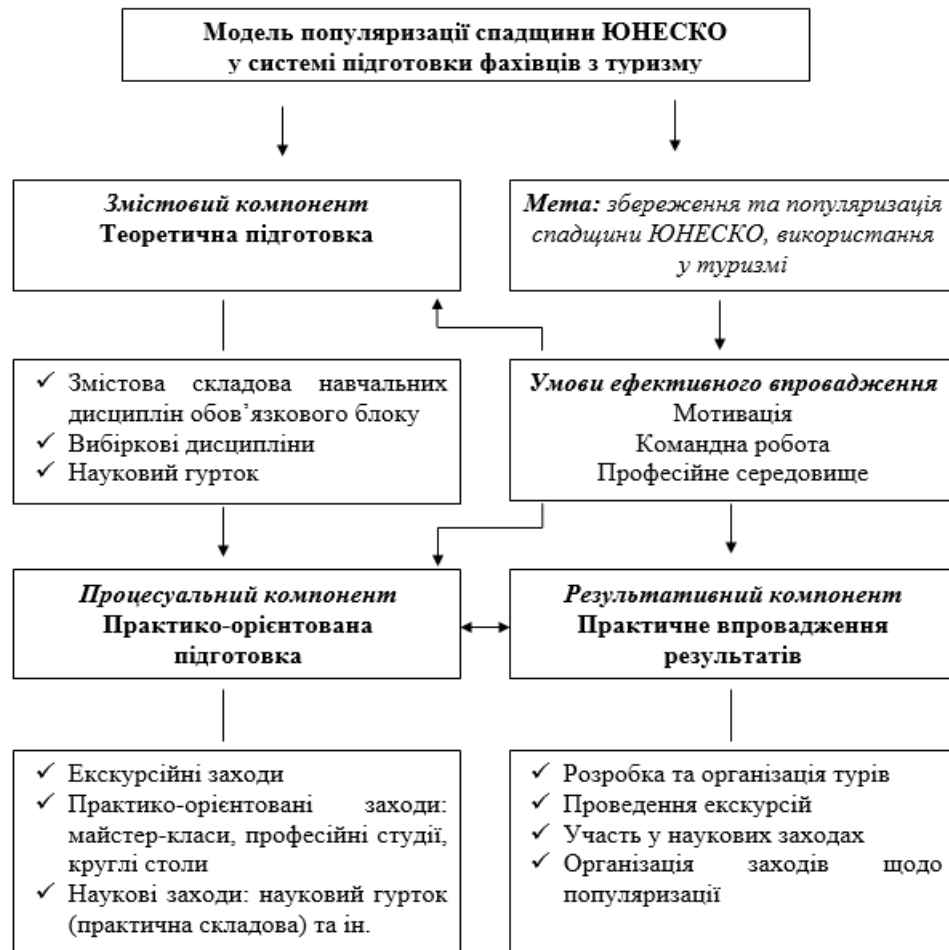 Модель популяризації спадщини ЮНЕСКО
у системі підготовки фахівців з туризму
Змістовий компонент
Теоретична підготовка
Мета: збереження та популяризація
спадщини ЮНЕСКО, використання
у туризмі
✓ Змістова складова навчальних
дисциплін обов’язкового блоку
✓ Вибіркові дисципліни
✓ Науковий гурток
Умови ефективного впровадження
Мотивація
Командна робота
Професійне середовище
Процесуальний компонент
Практико-орієнтована
підготовка
Результативний компонент
Практичне впровадження
результатів
✓ Екскурсійні заходи
✓ Практико-орієнтовані заходи:
майстер-класи, професійні студії,
круглі столи
✓ Наукові заходи: науковий гурток
(практична складова) та ін.
✓ Розробка та організація турів
✓ Проведення екскурсій
✓ Участь у наукових заходах
✓ Організація заходів щодо
популяризації